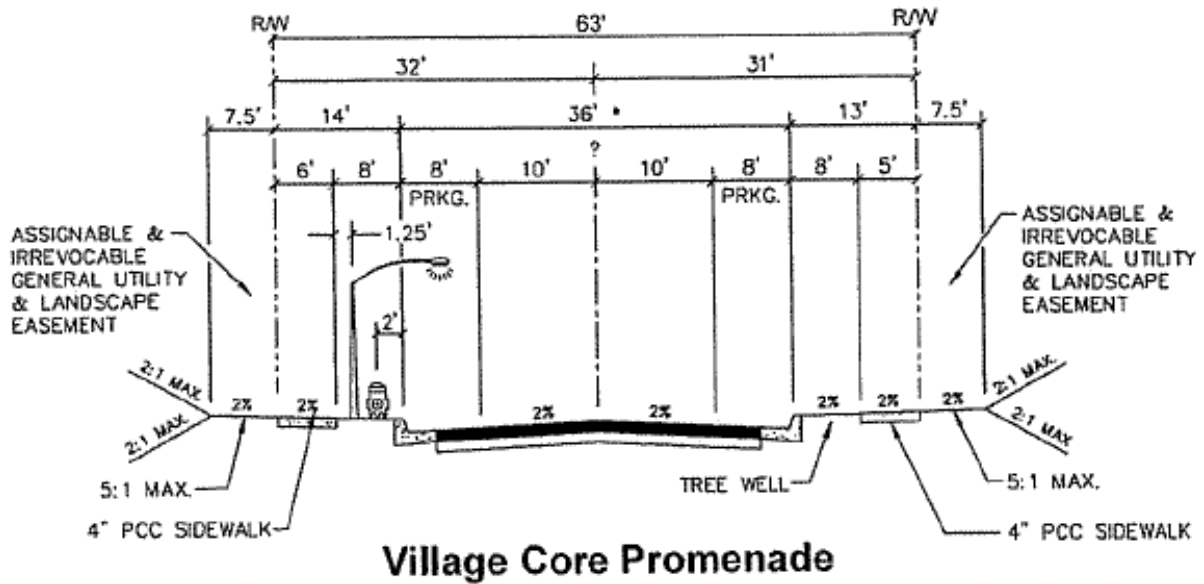 R/W
R/W
63'
32'
31'
7.5'
14'
36'
13'
7.5'
6'
8'
8'
10'
10'
8'
8'
5'
PRKG.
PRKG.
1.25'
ASSIGNABLE &
IRREVOCABLE
GENERAL UTILITY
& LANDSCAPE
EASEMENT
ASSIGNABLE &
IRREVOCABLE
GENERAL UTILITY
& LANDSCAPE
EASEMENT
2'
2:1 MAX.
2:1 MAX.
2%
2%
2%
2%
2%
2%
2%
2:1 MAX.
2:1 MAX.
5:1 MAX.
TREE WELL
5:1 MAX.
4" PCC SIDEWALK
4" PCC SIDEWALK
Village Core Promenade